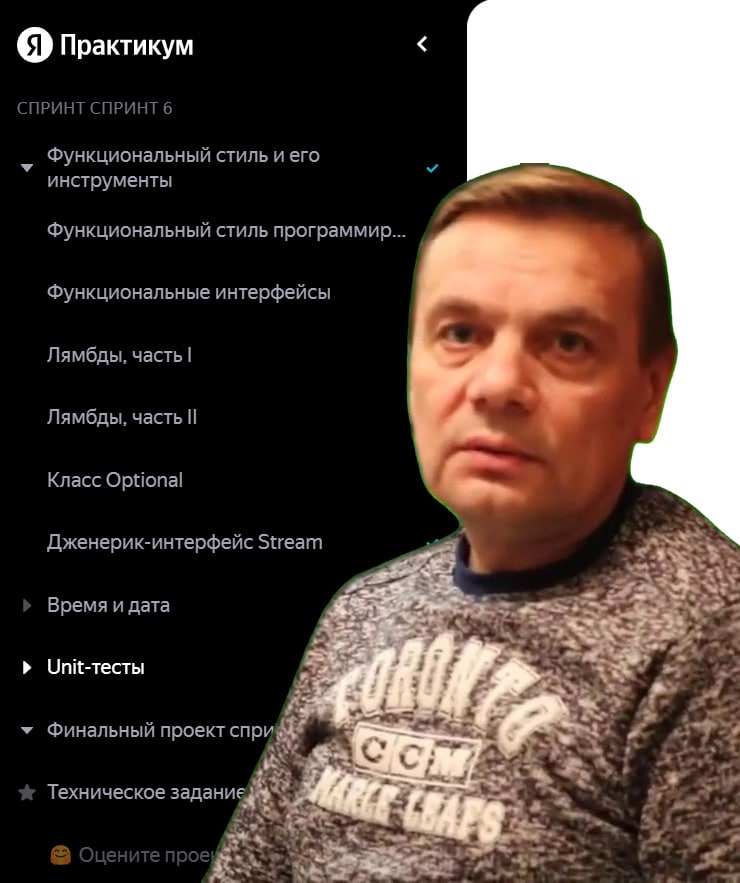 Я Практикум
СПРИНТ СПРИНТ 6
Функциональный стиль и его
инструменты
Функциональный стиль программир...
Функциональные интерфейсы
Лямбды, часть I
Лямбды, часть II
Класс Optional
Дженерик-интерфейс Stream
Время и дата
Unit-тесты
Финальный проект спри
Техническое задание
Оцените прое
TORONTO
CCM
MAPLE LEAFS